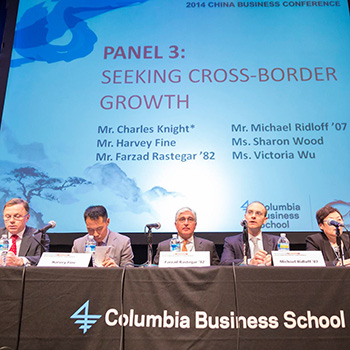 2014 CHINA BUSINESS CONFERENCE
PANEL 3:
SEEKING CROSS-BORDER
GROWTH
Mr. Charles Knight*
Mr. Harvey Fine
Mr. Farzad Rastegar '82
Mr. Michael Ridloff '07
Ms. Sharon Wood
Ms. Victoria Wu
Columbia
Business
School
Harvey Fine
Farzad Rastegar '82
Michael Ridloff '07
Columbia Business School